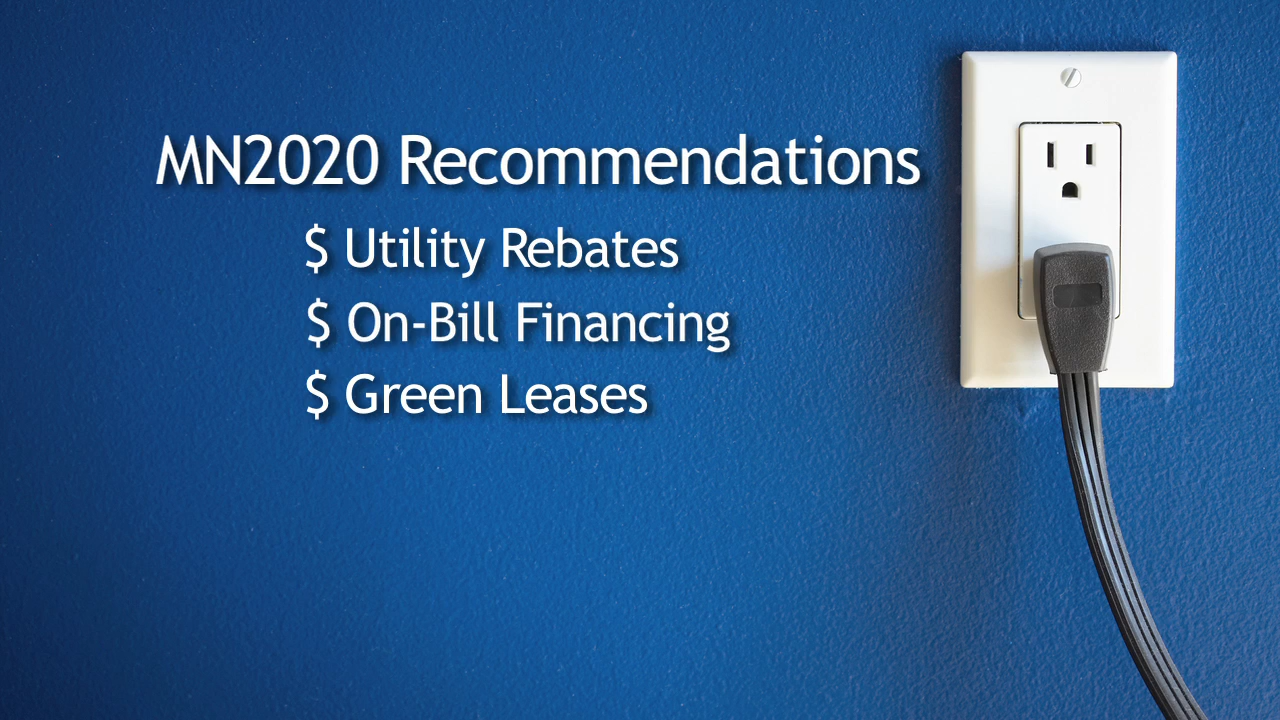 MN2020 Recommendations
$ Utility Rebates
$ On-Bill Financing
$ Green Leases